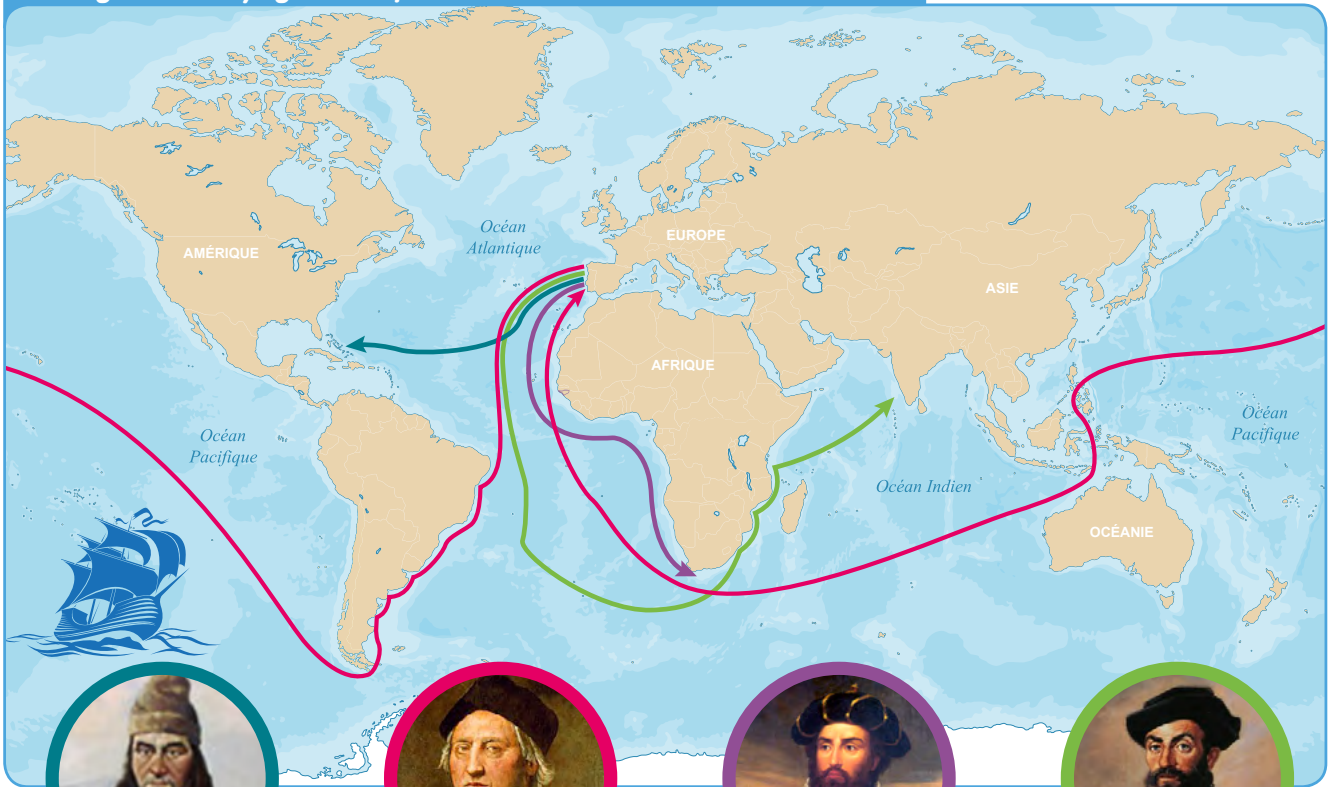 Océan
Atlantique
EUROPE
AMÉRIQUE
ASIE
AFRIQUE
Océan
Pacifique
Océan
Pacifique
Océan Indien
OCÉANIE